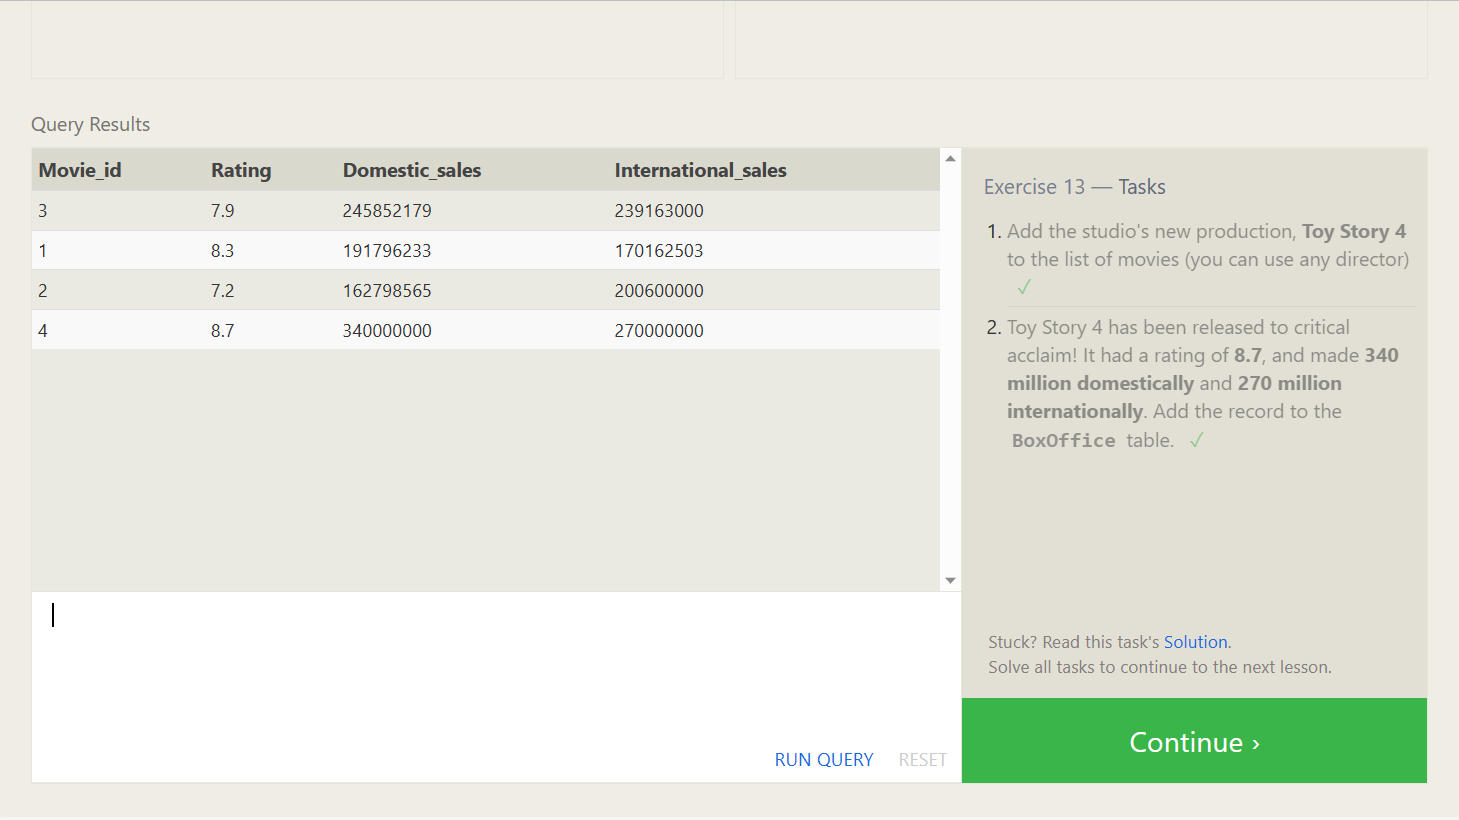 Query Results
Movie_id Rating Domestic_sales International_sales
3 7.9 245852179 239163000
1 8.3 191796233 170162503
2 7.2 162798565 200600000
4 8.7 340000000 270000000
RUN QUERY RESET
Exercise 13 — Tasks
1. Add the studio's new production, Toy Story 4
to the list of movies (you can use any director)
✓
2. Toy Story 4 has been released to critical
acclaim! It had a rating of 8.7, and made 340
million domestically and 270 million
internationally. Add the record to the
BoxOffice table. ✓
Stuck? Read this task's Solution.
Solve all tasks to continue to the next lesson.
Continue ›